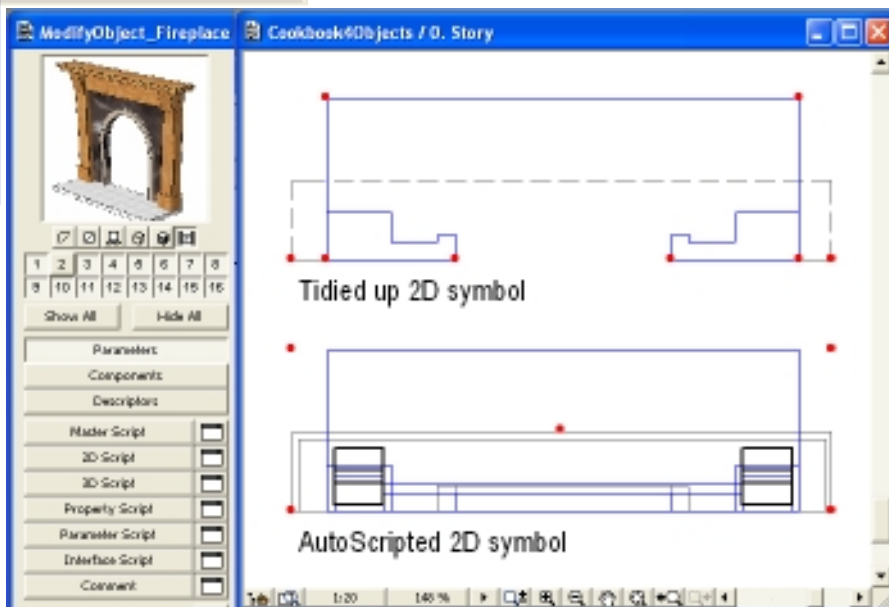 ModifyObject_Fireplace
Cookbook4Objects / 0. Story
1 2 3 4 5 6 7 8
9 10 11 12 13 14 15 16
Show All Hide All
Parameters
Components
Descriptors
Master Script
2D Script
3D Script
Property Script
Parameter Script
Interface Script
Comment
Tidied up 2D symbol
AutoScripted 2D symbol
1:20 148 %